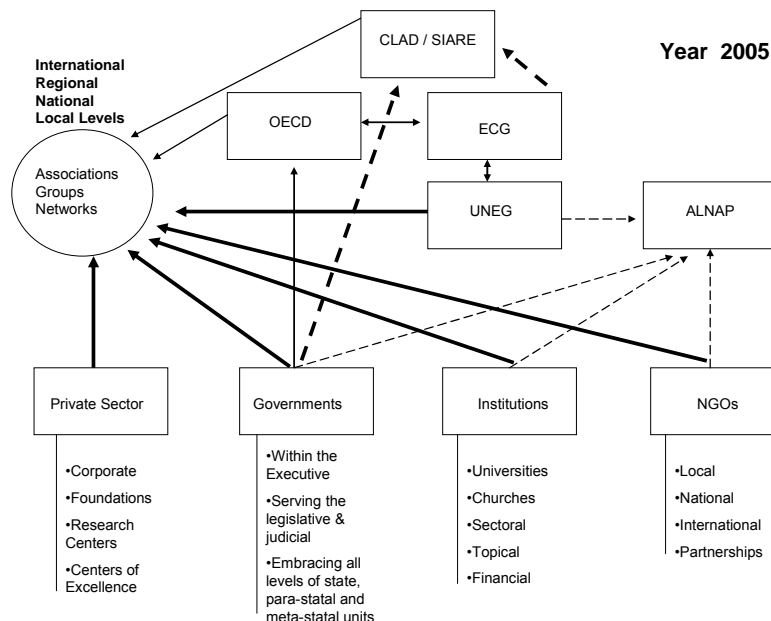 CLAD / SIARE
Year 2005
International
Regional
National
Local Levels
OECD
ECG
Associations
Groups
Networks
UNEG
ALNAP
Private Sector
Governments
Institutions
NGOs
•Corporate
•Foundations
•Research
Centers
•Centers of
Excellence
•Within the
Executive
•Serving the
legislative &
judicial
•Embracing all
levels of state,
para-statal and
meta-statal units
•Universities
•Churches
•Sectoral
•Topical
•Financial
•Local
•National
•International
•Partnerships